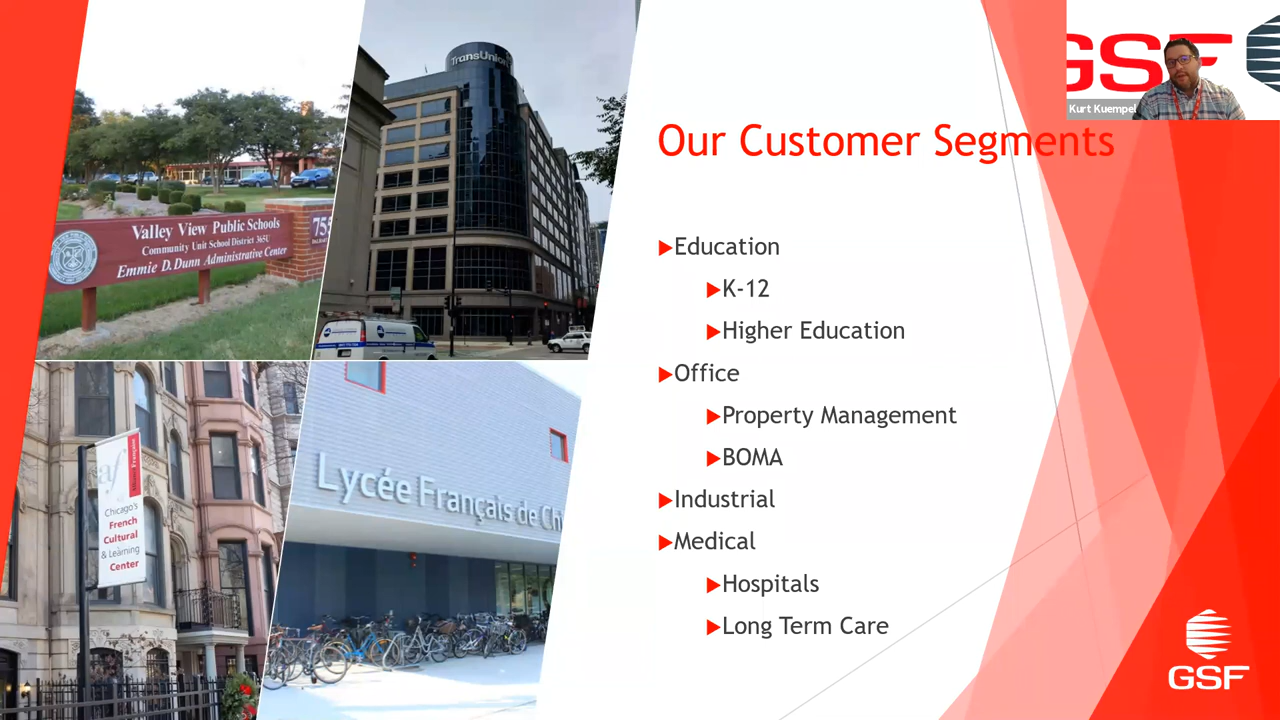 GSF
Kurt Kuempel
Our Customer Segments
Education
K-12
Higher Education
Office
Property Management
BOMA
Industrial
Medical
Hospitals
Long Term Care
GSF
TransUnion
Valley View Public Schools
Community Unit School District 365U
Emmie D. Dunn Administrative Center
755
af
Chicago's
French
Cultural
& Learning
Center
Lycée Français de Ch